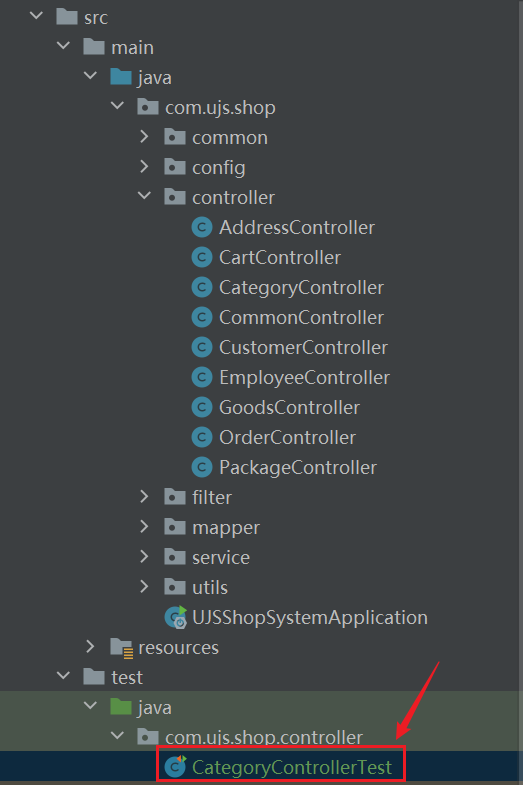 src
main
java
com.ujs.shop
common
config
controller
AddressController
CartController
CategoryController
CommonController
CustomerController
EmployeeController
GoodsController
OrderController
PackageController
filter
mapper
service
utils
UJSShopSystemApplication
resources
test
java
com.ujs.shop.controller
CategoryControllerTest